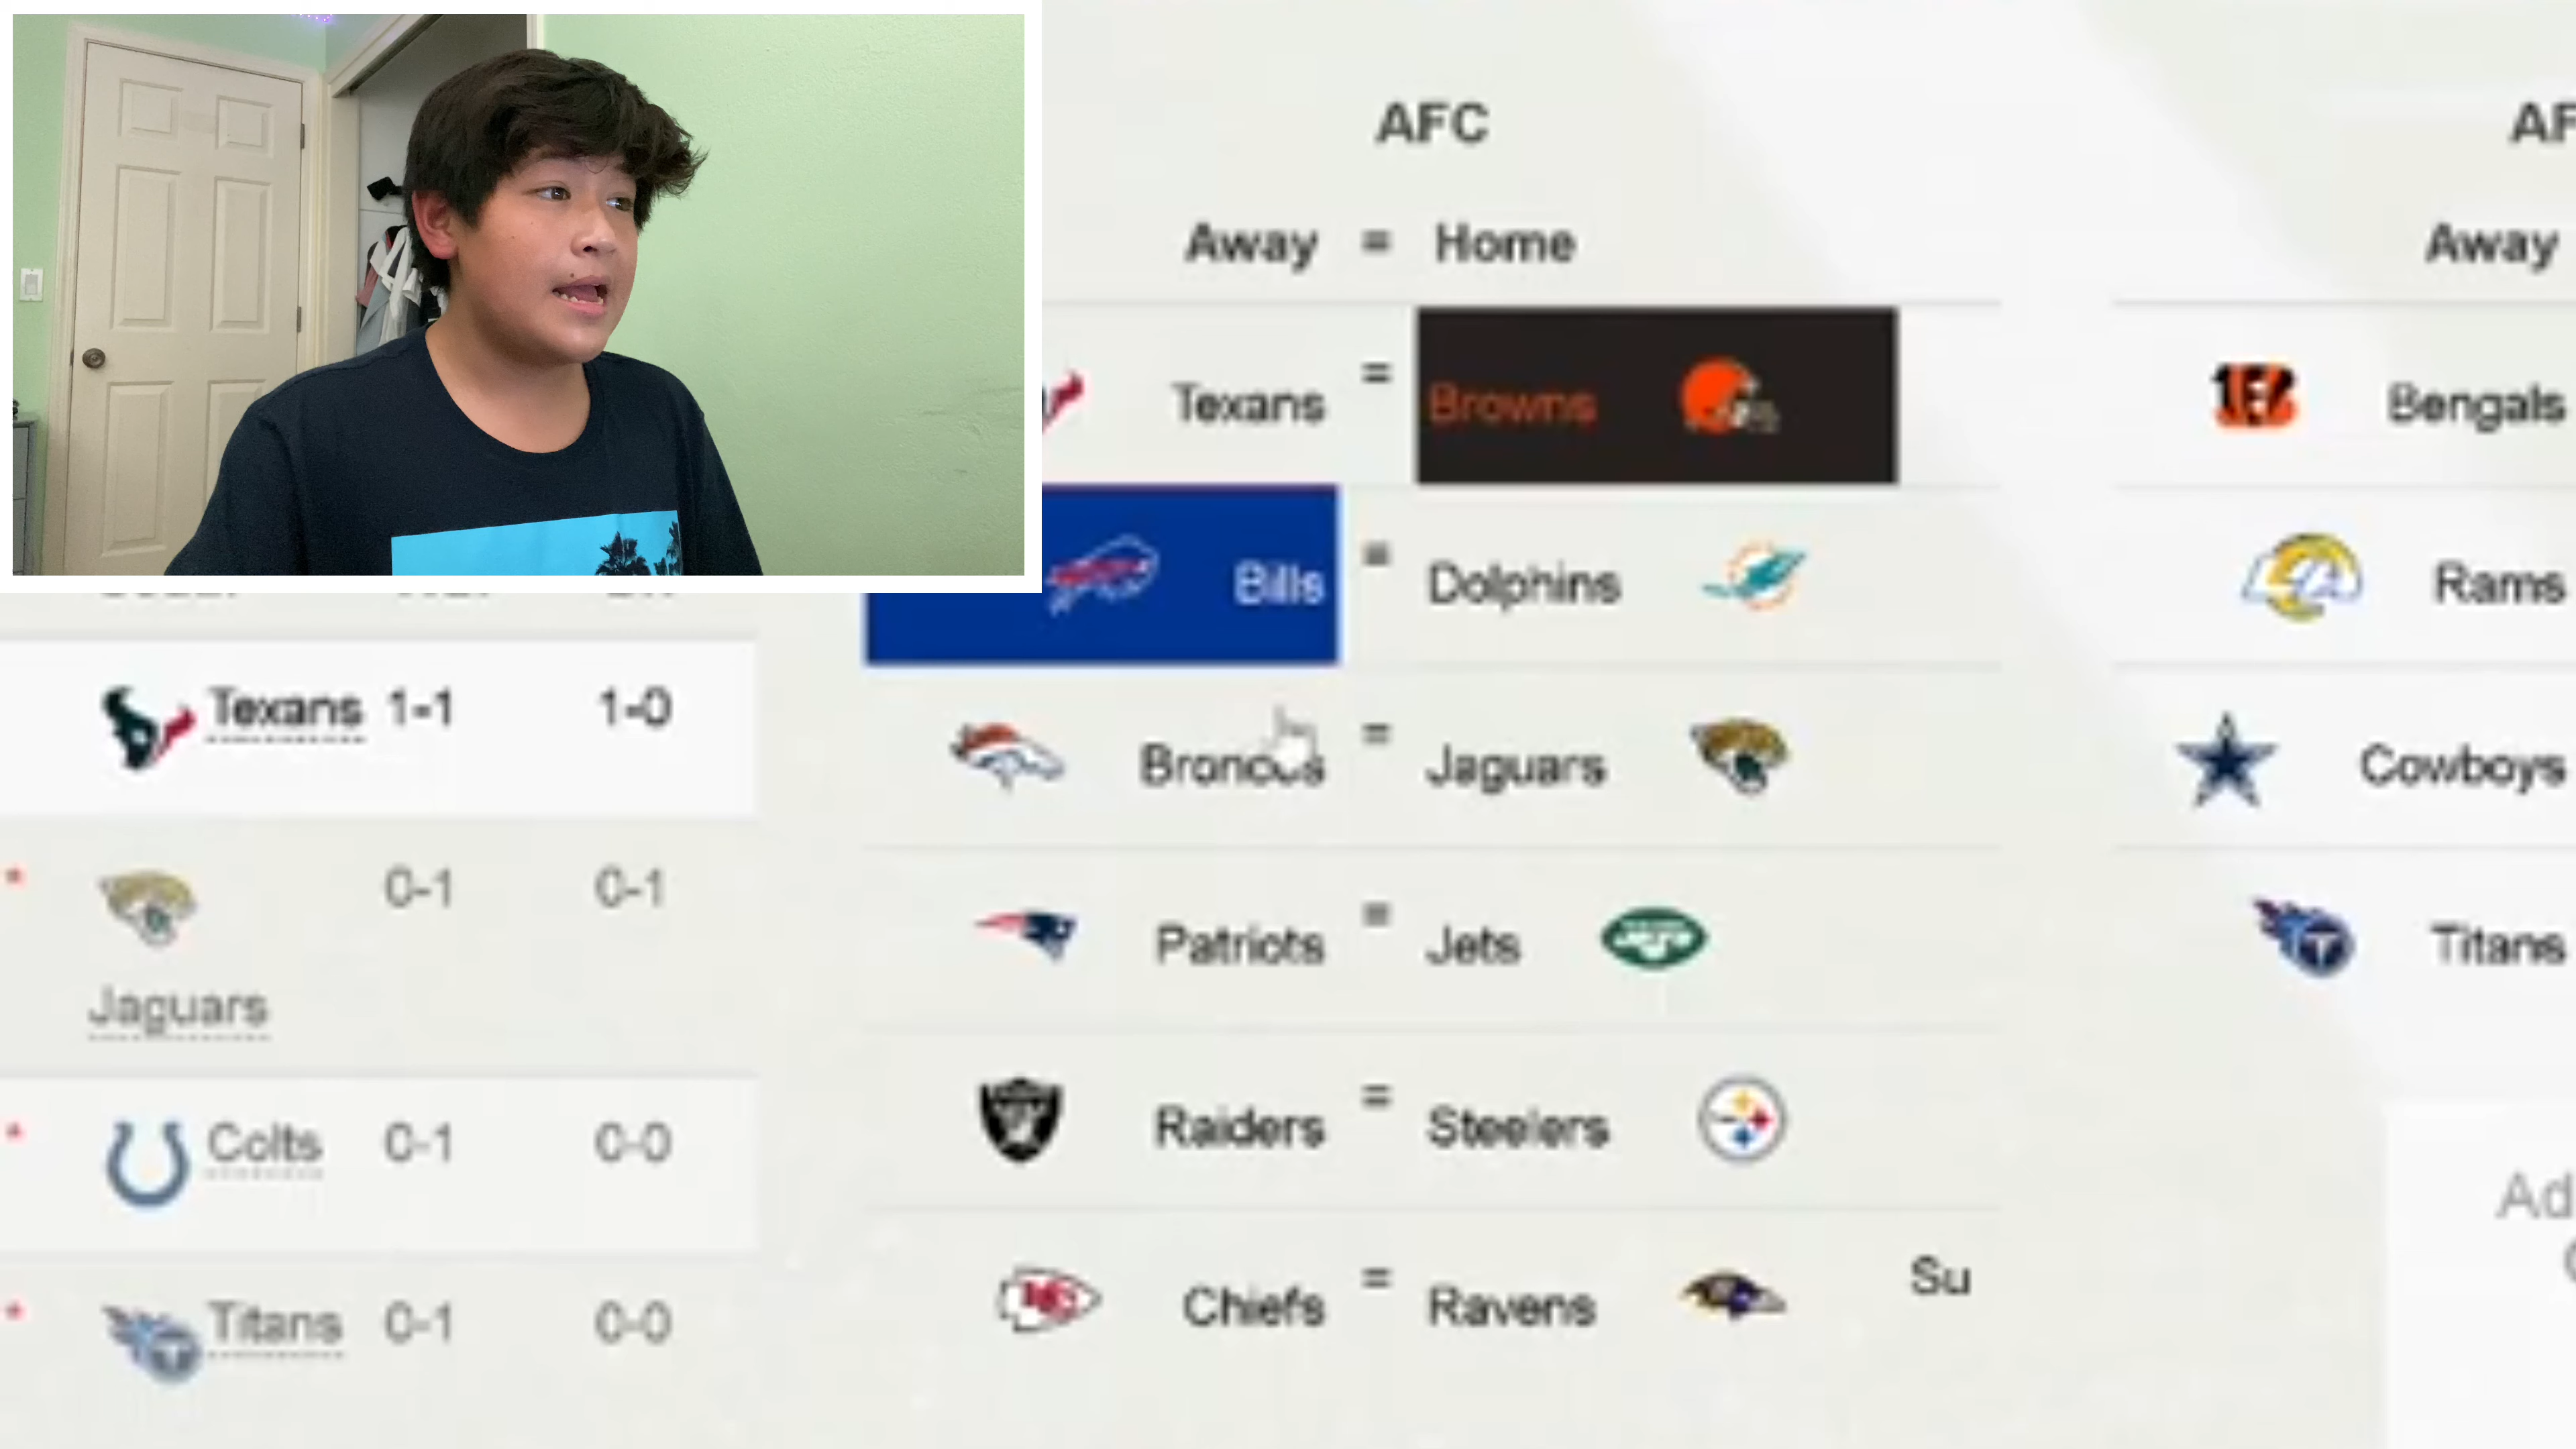 AFC
Away = Home
Texans = Browns
Bills = Dolphins
Broncos = Jaguars
Patriots = Jets
Raiders = Steelers
Chiefs = Ravens
Su
Away
Bengals
Rams
Cowboys
Titans
Texans 1-1 1-0
* 0-1 0-1
Jaguars
* Colts 0-1 0-0
* Titans 0-1 0-0